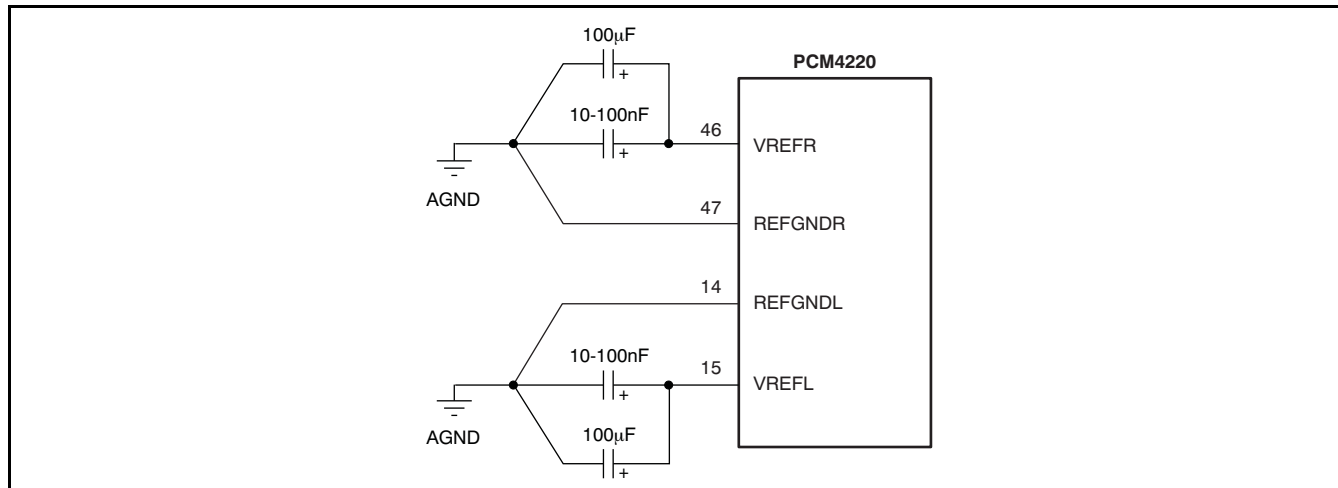 100μF
+
PCM4220
10-100nF
+
46
VREFR
AGND
47
REFGNDR
14
REFGNDL
10-100nF
+
15
VREFL
AGND
100μF
+